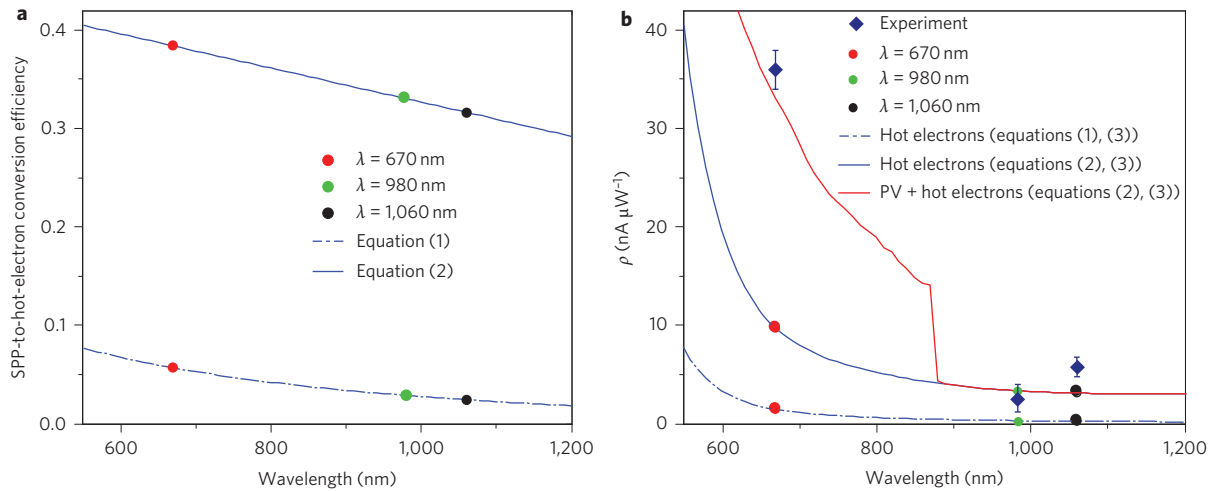 a
SPP-to-hot-electron conversion efficiency
0.4
0.3
0.2
0.1
0.0
600
800
1,000
1,200
Wavelength (nm)
λ = 670 nm
λ = 980 nm
λ = 1,060 nm
Equation (1)
Equation (2)
b
ρ (nA μW⁻¹)
40
30
20
10
0
600
800
1,000
1,200
Wavelength (nm)
Experiment
λ = 670 nm
λ = 980 nm
λ = 1,060 nm
Hot electrons (equations (1), (3))
Hot electrons (equations (2), (3))
PV + hot electrons (equations (2), (3))